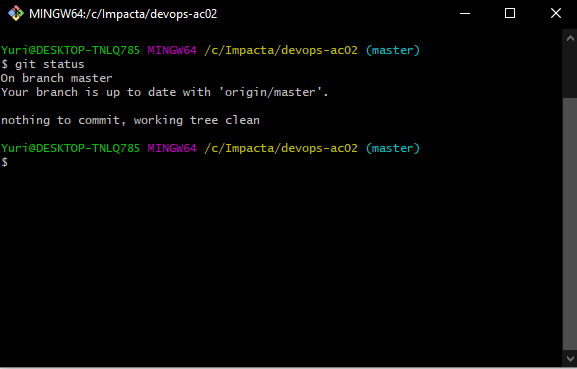 MINGW64:/c/Impacta/devops-ac02
Yuri@DESKTOP-TNLQ785 MINGW64 /c/Impacta/devops-ac02 (master)
$ git status
On branch master
Your branch is up to date with 'origin/master'.
nothing to commit, working tree clean
Yuri@DESKTOP-TNLQ785 MINGW64 /c/Impacta/devops-ac02 (master)
$